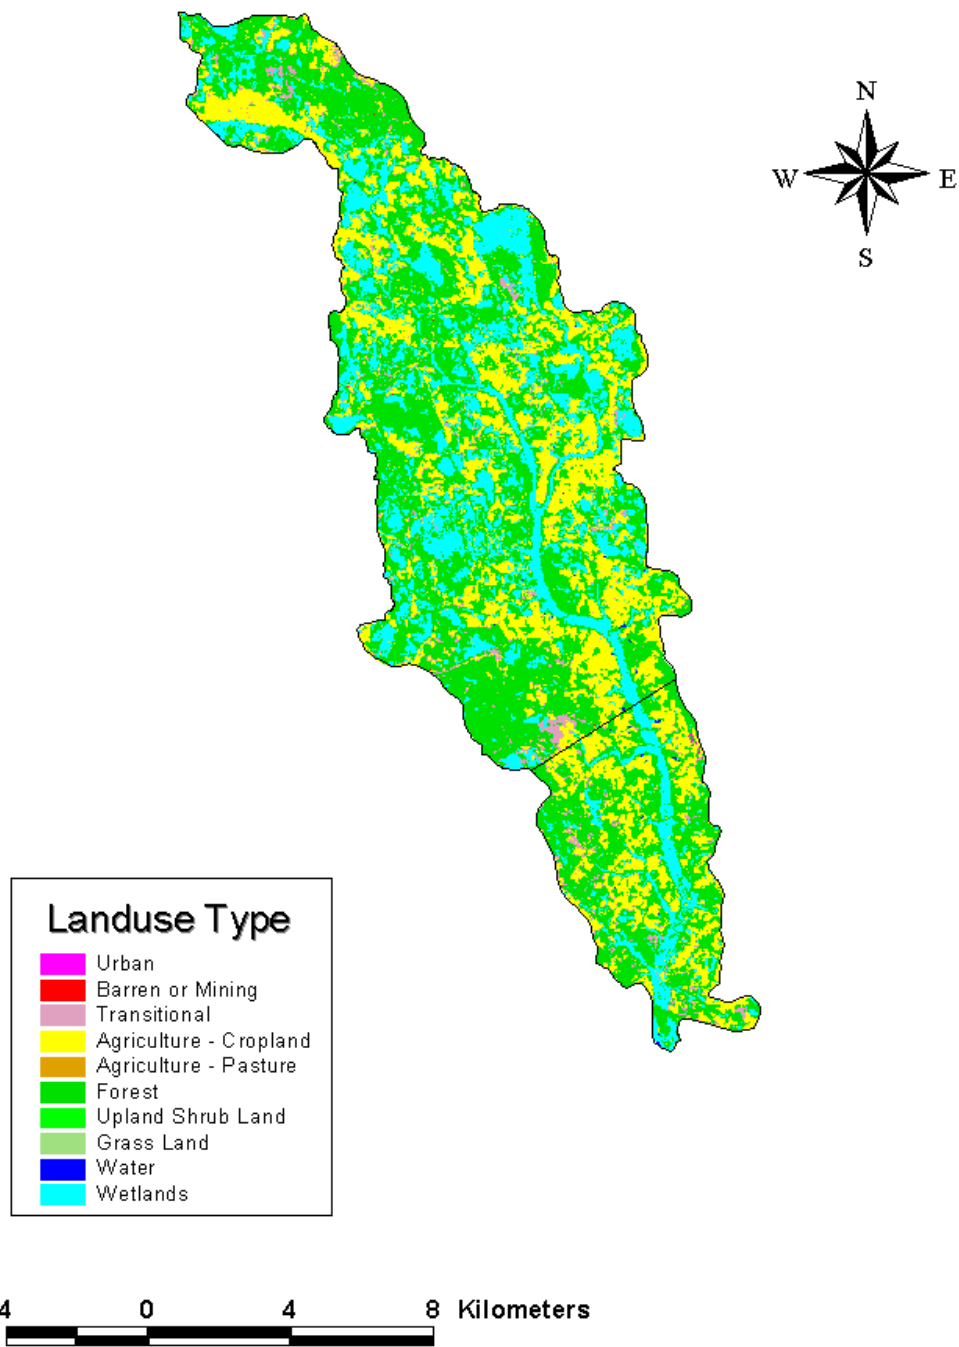 N
W E
S
Landuse Type
Urban
Barren or Mining
Transitional
Agriculture - Cropland
Agriculture - Pasture
Forest
Upland Shrub Land
Grass Land
Water
Wetlands
4 0 4 8 Kilometers